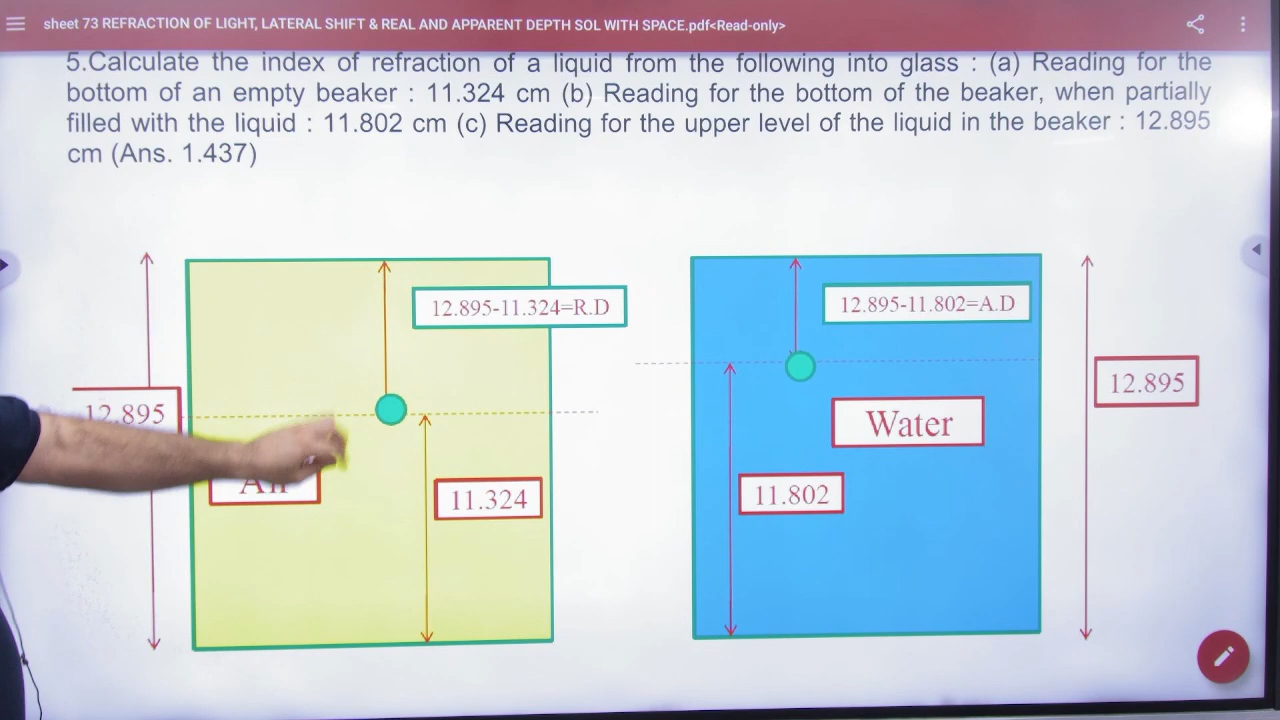 sheet 73 REFRACTION OF LIGHT, LATERAL SHIFT & REAL AND APPARENT DEPTH SOL WITH SPACE.pdf<Read-only>
5.Calculate the index of refraction of a liquid from the following into glass : (a) Reading for the
bottom of an empty beaker : 11.324 cm (b) Reading for the bottom of the beaker, when partially
filled with the liquid : 11.802 cm (c) Reading for the upper level of the liquid in the beaker : 12.895
cm (Ans. 1.437)
12.895-11.324=R.D
12.895-11.802=A.D
12.895
12.895
Water
Air
11.324
11.802